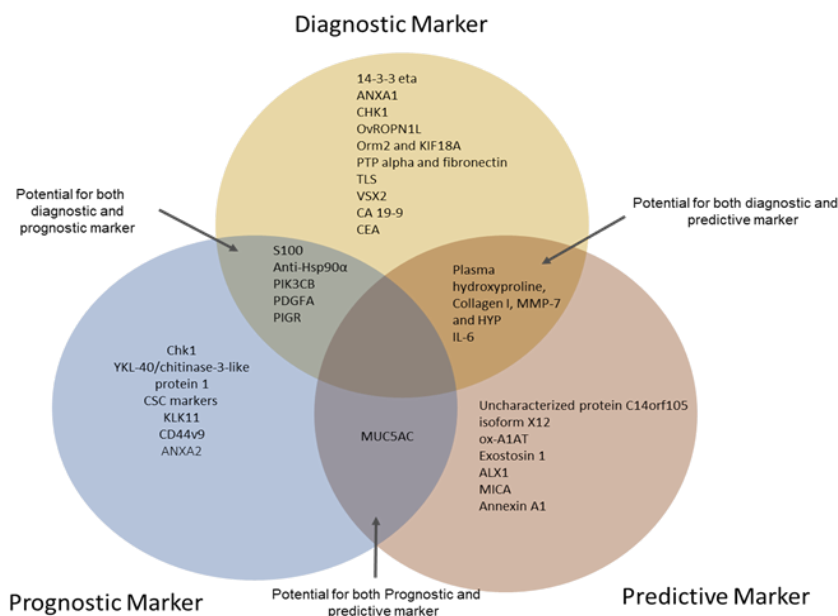 Diagnostic Marker
14-3-3 eta
ANXA1
CHK1
OvROPN1L
Orm2 and KIF18A
PTP alpha and fibronectin
TLS
VSX2
CA 19-9
CEA
Potential for both
diagnostic and
prognostic marker
Potential for both diagnostic and
predictive marker
S100
Anti-Hsp90α
PIK3CB
PDGFA
PIGR
Plasma
hydroxyproline,
Collagen I, MMP-7
and HYP
IL-6
Chk1
YKL-40/chitinase-3-like
protein 1
CSC markers
KLK11
CD44v9
ANXA2
MUC5AC
Uncharacterized protein C14orf105
isoform X12
ox-A1AT
Exostosin 1
ALX1
MICA
Annexin A1
Prognostic Marker
Potential for both Prognostic and
predictive marker
Predictive Marker